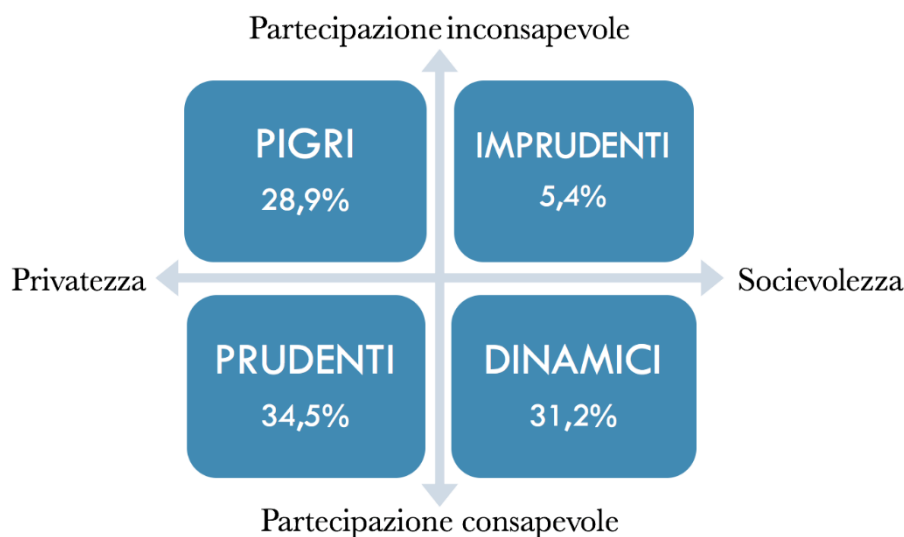 Partecipazione inconsapevole
PIGRI
28,9%
IMPRUDENTI
5,4%
Privatezza
Socievolezza
PRUDENTI
34,5%
DINAMICI
31,2%
Partecipazione consapevole